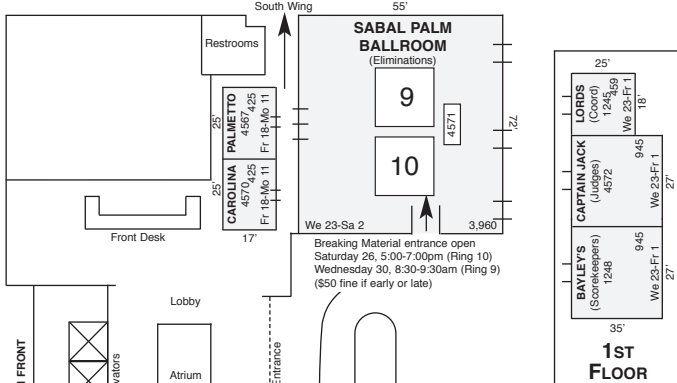 South Wing
55'
SABAL PALM
BALLROOM
(Eliminations)
Restrooms
9
10
4571
72'
We 23-Sa 2
3,960
25'
PALMETTO
4567
425
Fr 18-Mo 11
25'
CAROLINA
4570
425
Fr 18-Mo 11
17'
Front Desk
Breaking Material entrance open
Saturday 26, 5:00-7:00pm (Ring 10)
Wednesday 30, 8:30-9:30am (Ring 9)
($50 fine if early or late)
Lobby
Atrium
FRONT
Entrance
25'
LORDS
(Coord)
1245
459
We 23-Fr 1
18'
CAPTAIN JACK
(Judges)
4572
945
We 23-Fr 1
27'
BAYLEY'S
(Scorekeepers)
1248
945
We 23-Fr 1
27'
35'
1ST
FLOOR